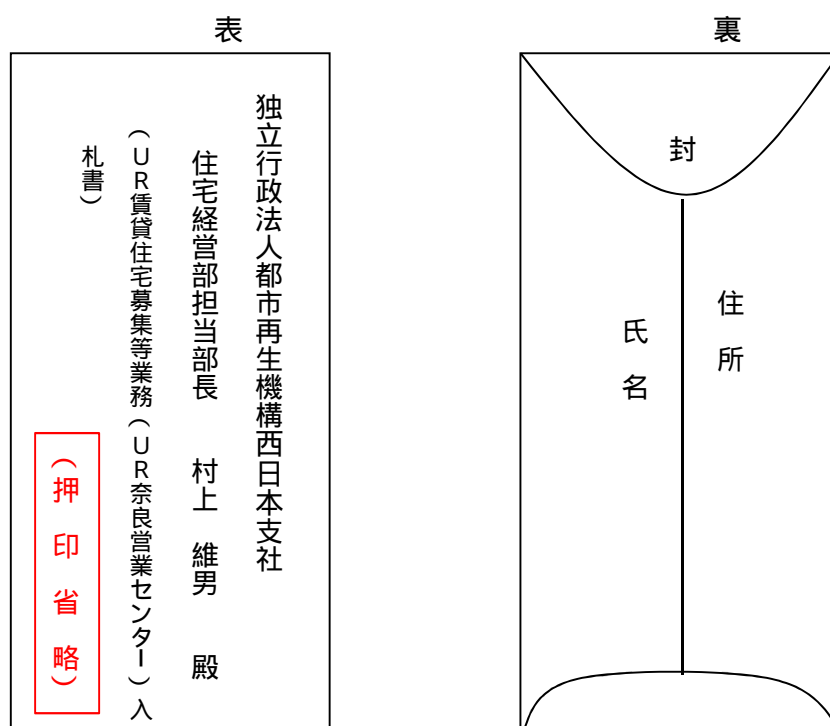 表
独立行政法人都市再生機構西日本支社
住宅経営部担当部長 村上 維男 殿
（ＵＲ賃貸住宅募集等業務（ＵＲ奈良営業センター）入
札書）
（押印省略）
裏
封
住所
氏名